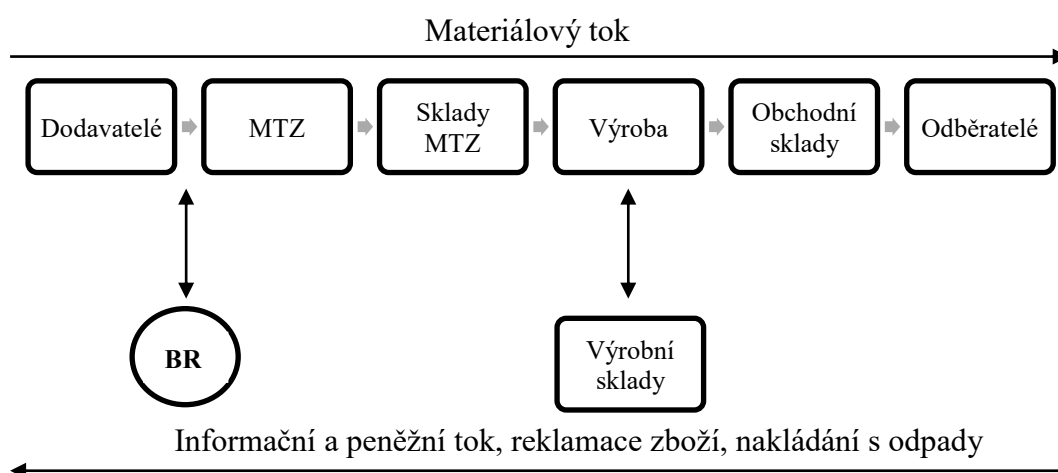 Materiálový tok
Dodavatelé
MTZ
Sklady
MTZ
Výroba
Obchodní
sklady
Odběratelé
BR
Výrobní
sklady
Informační a peněžní tok, reklamace zboží, nakládání s odpady